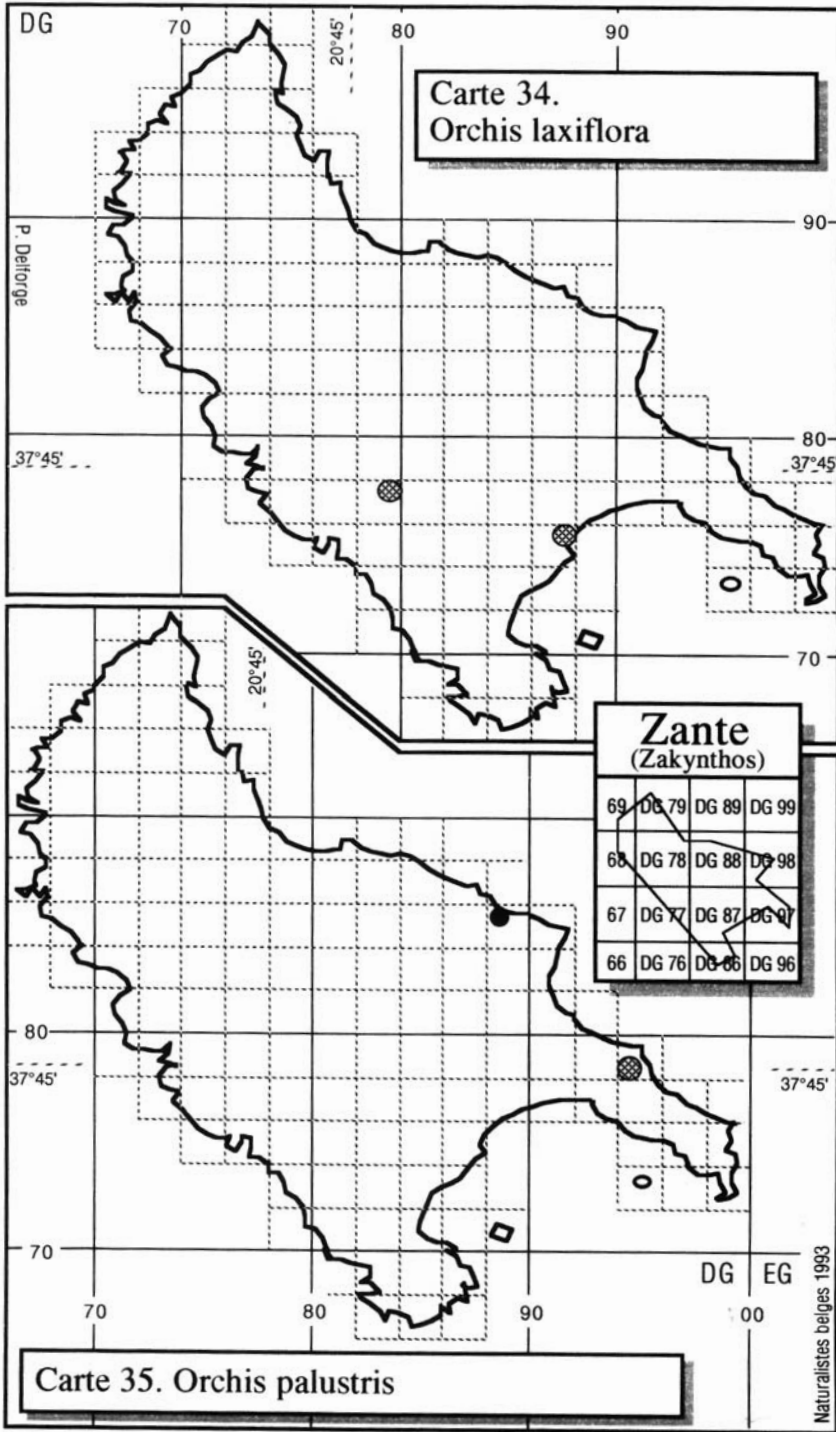 DG
70
80
90
20°45'
Carte 34.
Orchis laxiflora
90
P. Delforge
80
37°45'
37°45'
70
20°45'
Zante
(Zakynthos)
69 DG 79 DG 89 DG 99
68 DG 78 DG 88 DG 98
67 DG 77 DG 87 DG 97
66 DG 76 DG 86 DG 96
80
37°45'
37°45'
70
DG EG
70
80
90
00
Carte 35. Orchis palustris
Naturalistes belges 1993